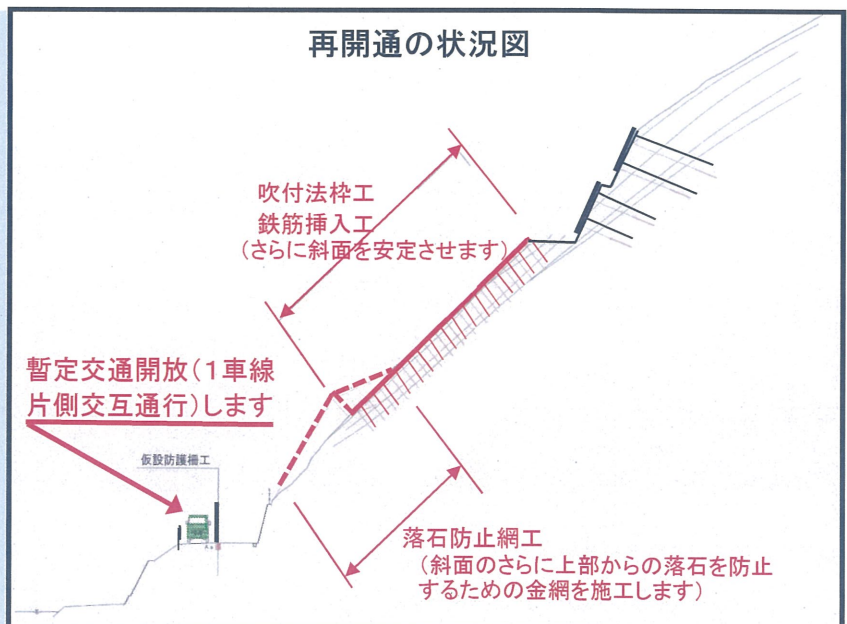 再開通の状況図
吹付法枠工
鉄筋挿入工
(さらに斜面を安定させます)
暫定交通開放(1車線
片側交互通行)します
仮設防護柵工
落石防止網工
(斜面のさらに上部からの落石を防止
するための金網を施工します)